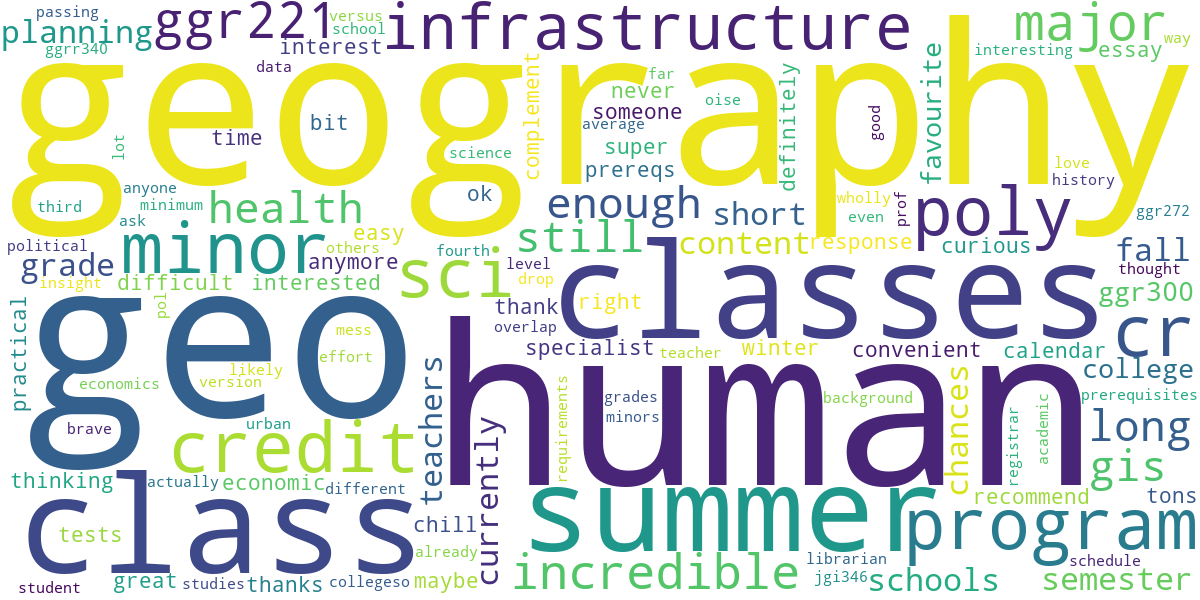 passing
ggr221
versus
infrastructure
major
way
planning
school
ggrr340
interest
interesting
essay
data
geography
far
never
someone
oise
complement
definitely
favourite
good
lot
time
bit
average
science
super
prereqs
love
history
third
anyone
minimum
ask
health
ok
enough
short
wholly
even
prof
poly
ggr272
political
grade
insight
minor
easy
others
anymore
fourth
still
content
response
curious
fall
difficult
interested
sci
level
drop
classes
thought
ggr300
pol
thank
right
overlap
cr
practical
geo
mess
effort
human
specialist
teacher
winter
convenient
calendar
college
economics
likely
version
teachers
grades
minors
background
prerequisites
brave
urban
credit
currently
requirements
chances
registrar
academic
long
gis
thinking
actually
economic
different
class
summer
recommend
tons
program
tests
chill
already
student
great
studies
thanks
collegeso
maybe
incredible
librarian
jgi346
schools
schedule
semester